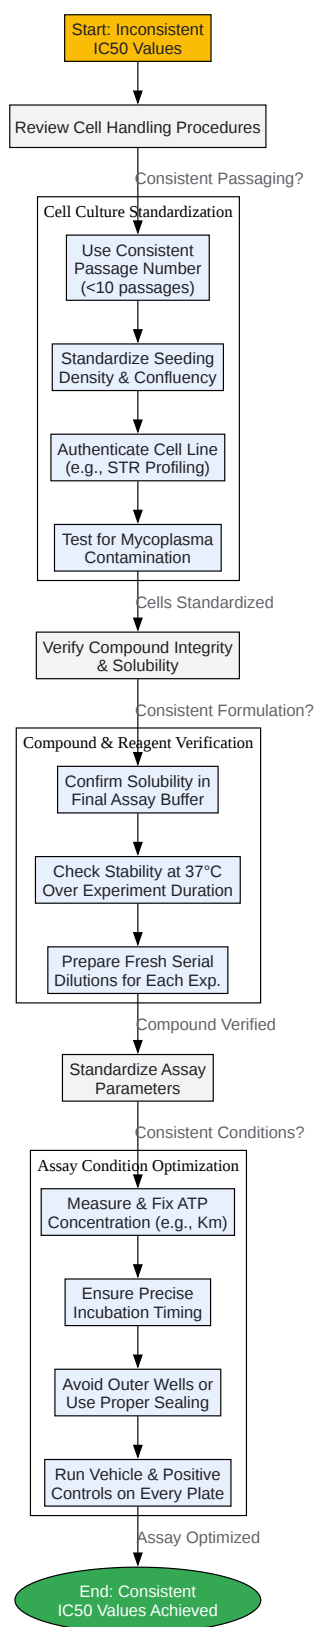 Start: Inconsistent
IC50 Values
Review Cell Handling Procedures
Consistent Passaging?
Cell Culture Standardization
Use Consistent
Passage Number
(<10 passages)
Standardize Seeding
Density & Confluency
Authenticate Cell Line
(e.g., STR Profiling)
Test for Mycoplasma
Contamination
Cells Standardized
Verify Compound Integrity
& Solubility
Consistent Formulation?
Compound & Reagent Verification
Confirm Solubility in
Final Assay Buffer
Check Stability at 37°C
Over Experiment Duration
Prepare Fresh Serial
Dilutions for Each Exp.
Compound Verified
Standardize Assay
Parameters
Consistent Conditions?
Assay Condition Optimization
Measure & Fix ATP
Concentration (e.g., Km)
Ensure Precise
Incubation Timing
Avoid Outer Wells or
Use Proper Sealing
Run Vehicle & Positive
Controls on Every Plate
Assay Optimized
End: Consistent
IC50 Values Achieved